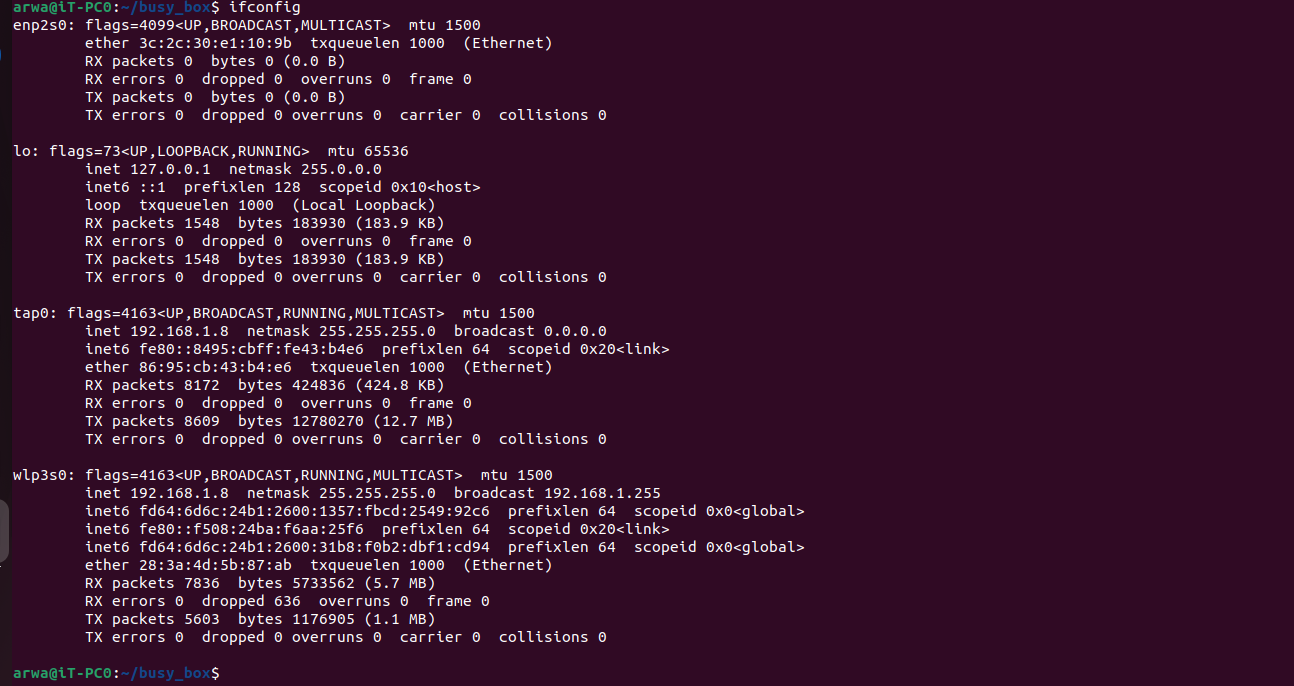 arwa@iT-PC0:~/busy_box$ ifconfig
enp2s0: flags=4099<UP,BROADCAST,MULTICAST>  mtu 1500
        ether 3c:2c:30:e1:10:9b  txqueuelen 1000  (Ethernet)
        RX packets 0  bytes 0 (0.0 B)
        RX errors 0  dropped 0  overruns 0  frame 0
        TX packets 0  bytes 0 (0.0 B)
        TX errors 0  dropped 0 overruns 0  carrier 0  collisions 0

lo: flags=73<UP,LOOPBACK,RUNNING>  mtu 65536
        inet 127.0.0.1  netmask 255.0.0.0
        inet6 ::1  prefixlen 128  scopeid 0x10<host>
        loop  txqueuelen 1000  (Local Loopback)
        RX packets 1548  bytes 183930 (183.9 KB)
        RX errors 0  dropped 0  overruns 0  frame 0
        TX packets 1548  bytes 183930 (183.9 KB)
        TX errors 0  dropped 0 overruns 0  carrier 0  collisions 0

tap0: flags=4163<UP,BROADCAST,RUNNING,MULTICAST>  mtu 1500
        inet 192.168.1.8  netmask 255.255.255.0  broadcast 0.0.0.0
        inet6 fe80::8495:cbff:fe43:b4e6  prefixlen 64  scopeid 0x20<link>
        ether 86:95:cb:43:b4:e6  txqueuelen 1000  (Ethernet)
        RX packets 8172  bytes 424836 (424.8 KB)
        RX errors 0  dropped 0  overruns 0  frame 0
        TX packets 8609  bytes 12780270 (12.7 MB)
        TX errors 0  dropped 0 overruns 0  carrier 0  collisions 0

wlp3s0: flags=4163<UP,BROADCAST,RUNNING,MULTICAST>  mtu 1500
        inet 192.168.1.8  netmask 255.255.255.0  broadcast 192.168.1.255
        inet6 fd64:6d6c:24b1:2600:1357:fbcd:2549:92c6  prefixlen 64  scopeid 0x0<global>
        inet6 fe80::f508:24ba:f6aa:25f6  prefixlen 64  scopeid 0x20<link>
        inet6 fd64:6d6c:24b1:2600:31b8:f0b2:dbf1:cd94  prefixlen 64  scopeid 0x0<global>
        ether 28:3a:4d:5b:87:ab  txqueuelen 1000  (Ethernet)
        RX packets 7836  bytes 5733562 (5.7 MB)
        RX errors 0  dropped 636  overruns 0  frame 0
        TX packets 5603  bytes 1176905 (1.1 MB)
        TX errors 0  dropped 0 overruns 0  carrier 0  collisions 0

arwa@iT-PC0:~/busy_box$